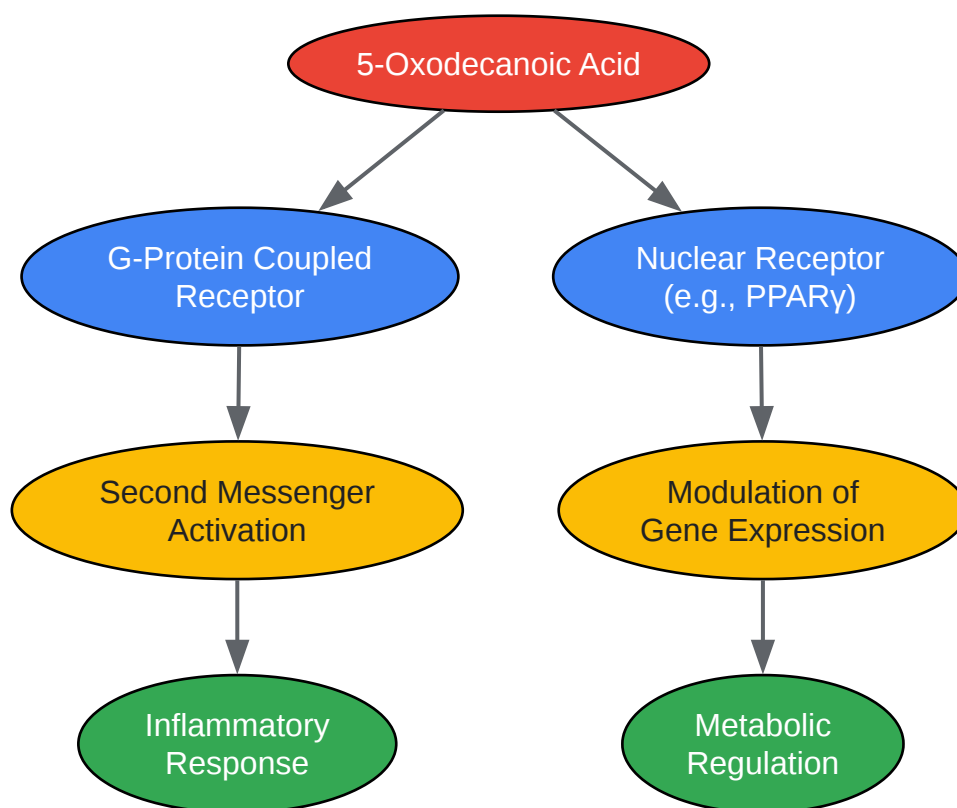 5-Oxodecanoic Acid
G-Protein Coupled
Receptor
Nuclear Receptor
(e.g., PPARγ)
Second Messenger
Activation
Modulation of
Gene Expression
Inflammatory
Response
Metabolic
Regulation